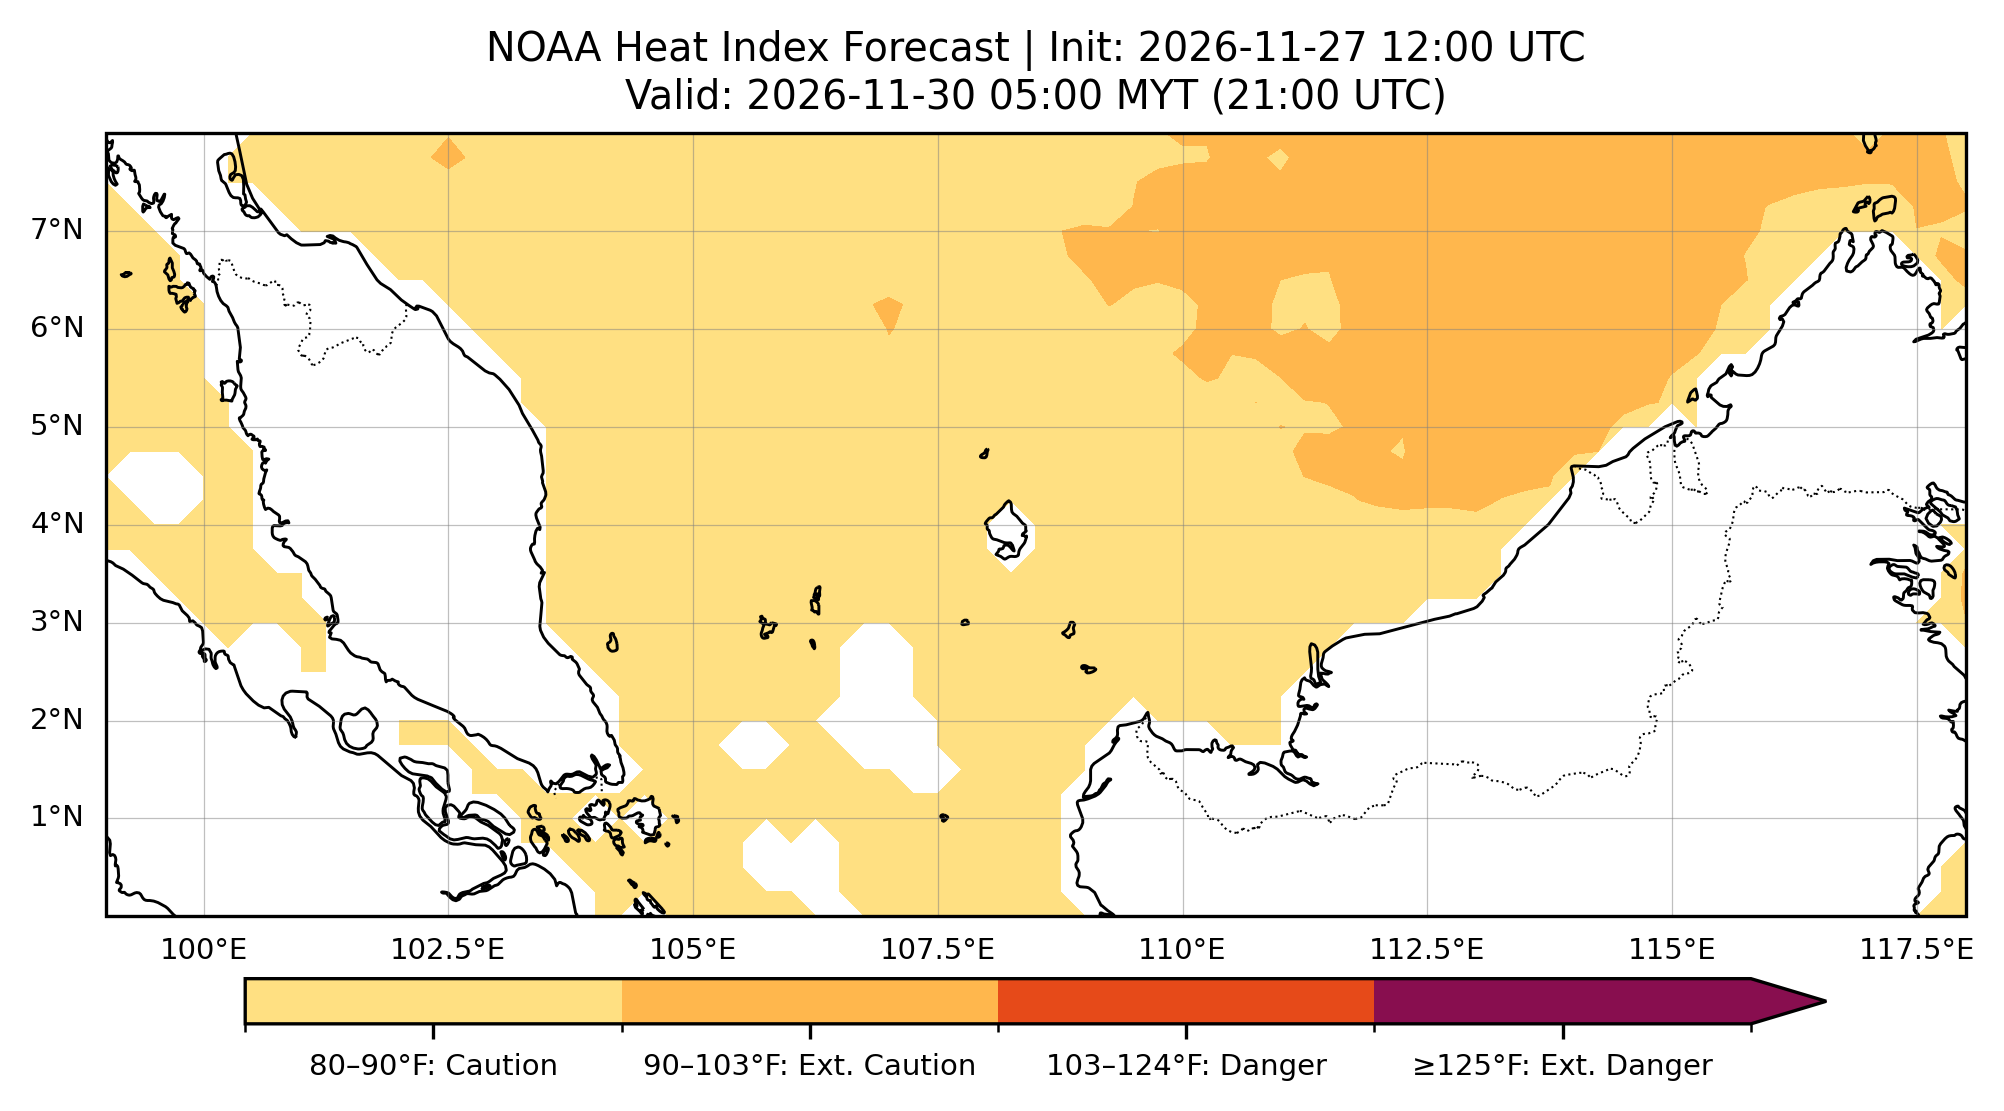 NOAA Heat Index Forecast | Init: 2026-11-27 12:00 UTC
Valid: 2026-11-30 05:00 MYT (21:00 UTC)
7°N
6°N
5°N
4°N
3°N
2°N
1°N
100°E 102.5°E 105°E 107.5°E 110°E 112.5°E 115°E 117.5°E
80–90°F: Caution 90–103°F: Ext. Caution 103–124°F: Danger ≥125°F: Ext. Danger